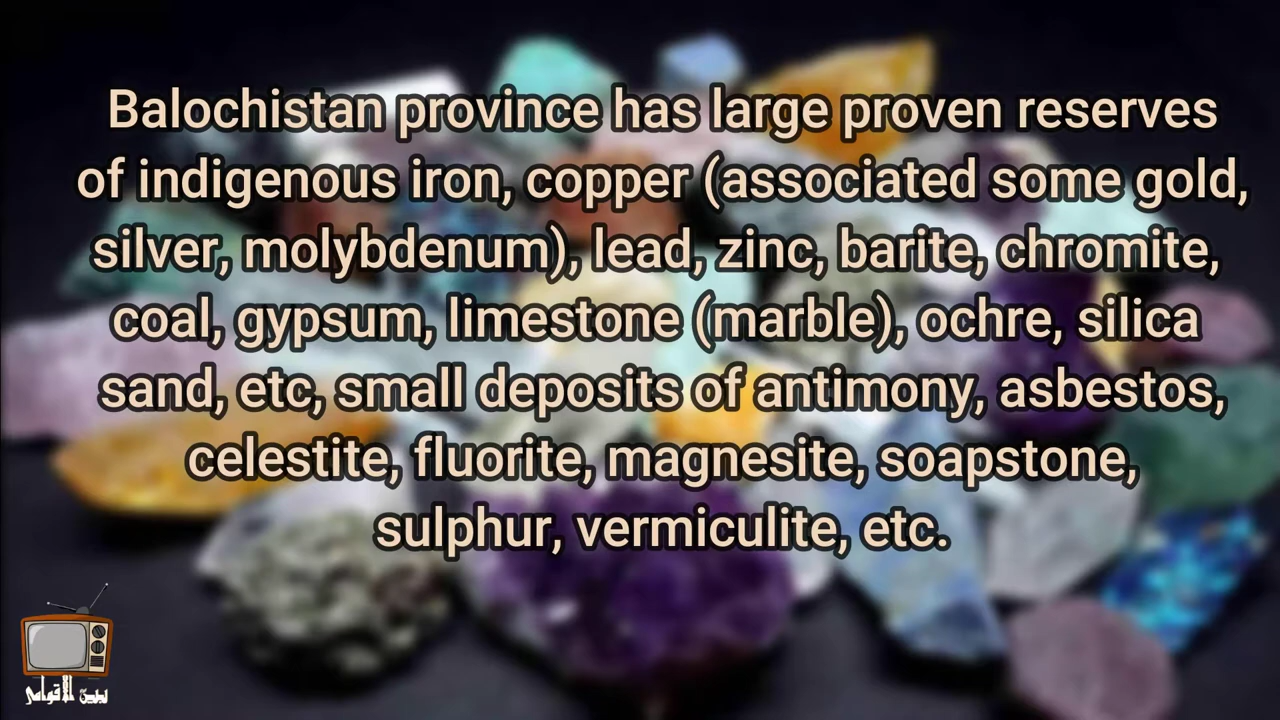 Balochistan province has large proven reserves
of indigenous iron, copper (associated some gold,
silver, molybdenum), lead, zinc, barite, chromite,
coal, gypsum, limestone (marble), ochre, silica
sand, etc, small deposits of antimony, asbestos,
celestite, fluorite, magnesite, soapstone,
sulphur, vermiculite, etc.
بین الاقوامی